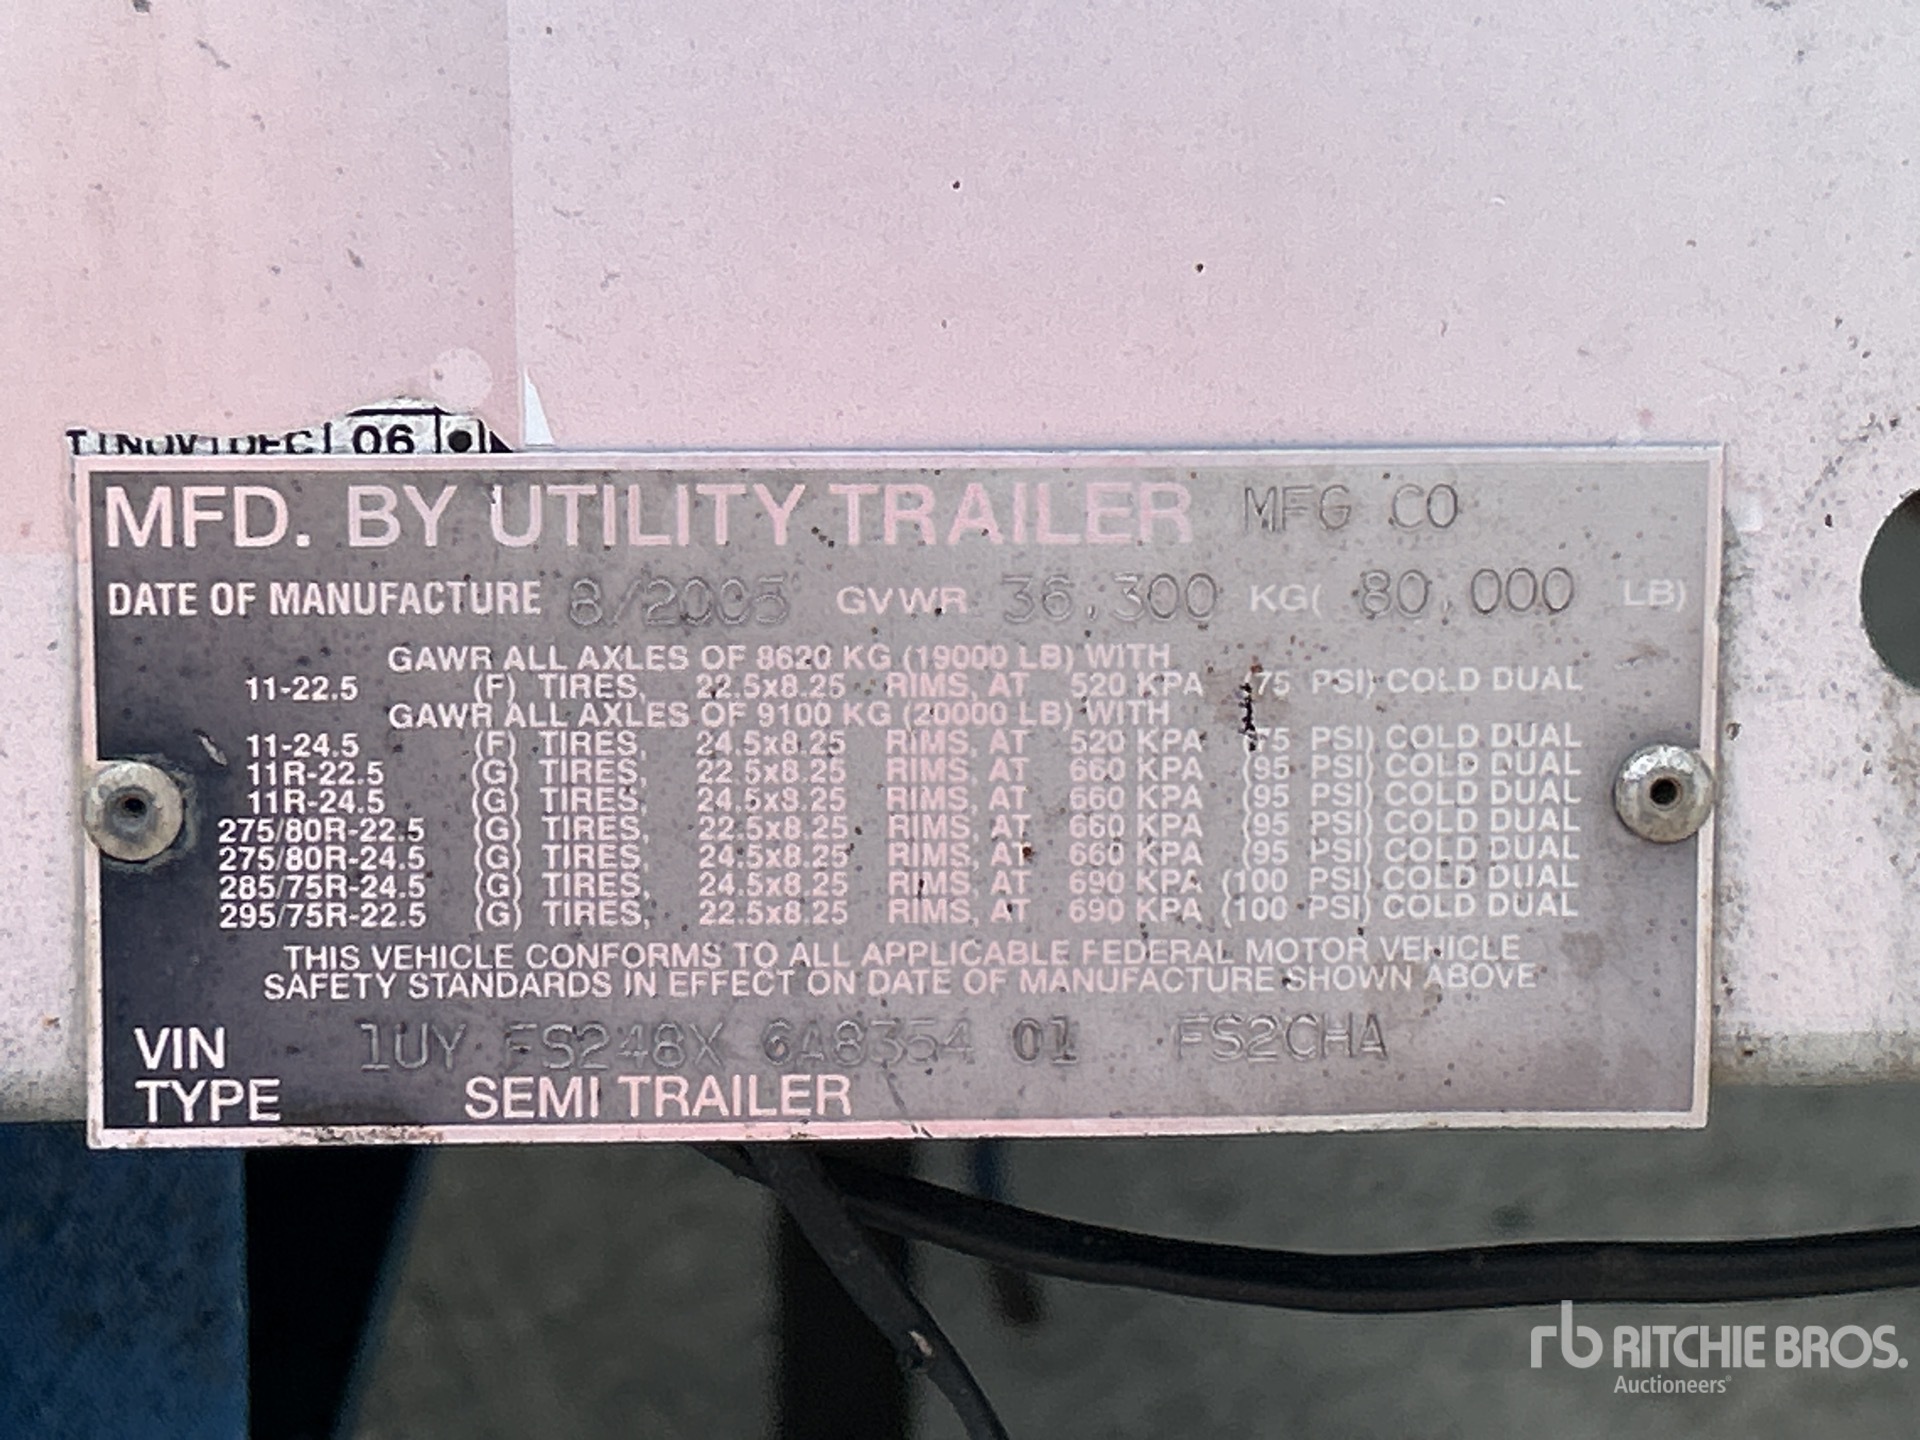 T NOV DEC 06
MFD. BY UTILITY TRAILER MFG CO
DATE OF MANUFACTURE 8/2005 GVWR 36,300 KG( 80,000 LB)
GAWR ALL AXLES OF 8620 KG (19000 LB) WITH
11-22.5 (F) TIRES, 22.5x8.25 RIMS, AT 520 KPA (75 PSI) COLD DUAL
GAWR ALL AXLES OF 9100 KG (20000 LB) WITH
11-24.5 (F) TIRES, 24.5x8.25 RIMS, AT 520 KPA (75 PSI) COLD DUAL
11R-22.5 (G) TIRES, 22.5x8.25 RIMS, AT 660 KPA (95 PSI) COLD DUAL
11R-24.5 (G) TIRES, 24.5x8.25 RIMS, AT 660 KPA (95 PSI) COLD DUAL
275/80R-22.5 (G) TIRES, 22.5x8.25 RIMS, AT 660 KPA (95 PSI) COLD DUAL
275/80R-24.5 (G) TIRES, 24.5x8.25 RIMS, AT 660 KPA (95 PSI) COLD DUAL
285/75R-24.5 (G) TIRES, 24.5x8.25 RIMS, AT 690 KPA (100 PSI) COLD DUAL
295/75R-22.5 (G) TIRES, 22.5x8.25 RIMS, AT 690 KPA (100 PSI) COLD DUAL
THIS VEHICLE CONFORMS TO ALL APPLICABLE FEDERAL MOTOR VEHICLE
SAFETY STANDARDS IN EFFECT ON DATE OF MANUFACTURE SHOWN ABOVE
VIN 1UY FS248X 6A8354 01 FS2CHA
TYPE SEMI TRAILER
rb RITCHIE BROS.
Auctioneers